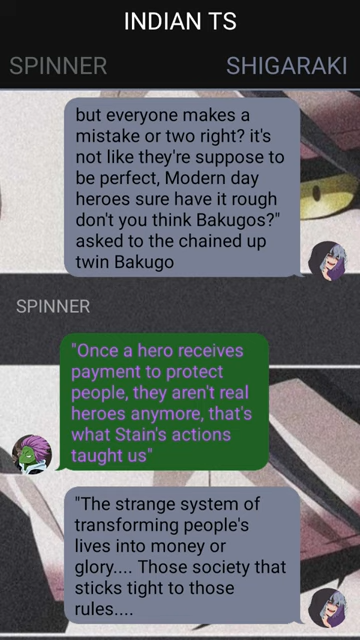 INDIAN TS
SPINNER SHIGARAKI
but everyone makes a
mistake or two right? it's
not like they're suppose to
be perfect, Modern day
heroes sure have it rough
don't you think Bakugos?"
asked to the chained up
twin Bakugo
SPINNER
"Once a hero receives
payment to protect
people, they aren't real
heroes anymore, that's
what Stain's actions
taught us"
"The strange system of
transforming people's
lives into money or
glory.... Those society that
sticks tight to those
rules....